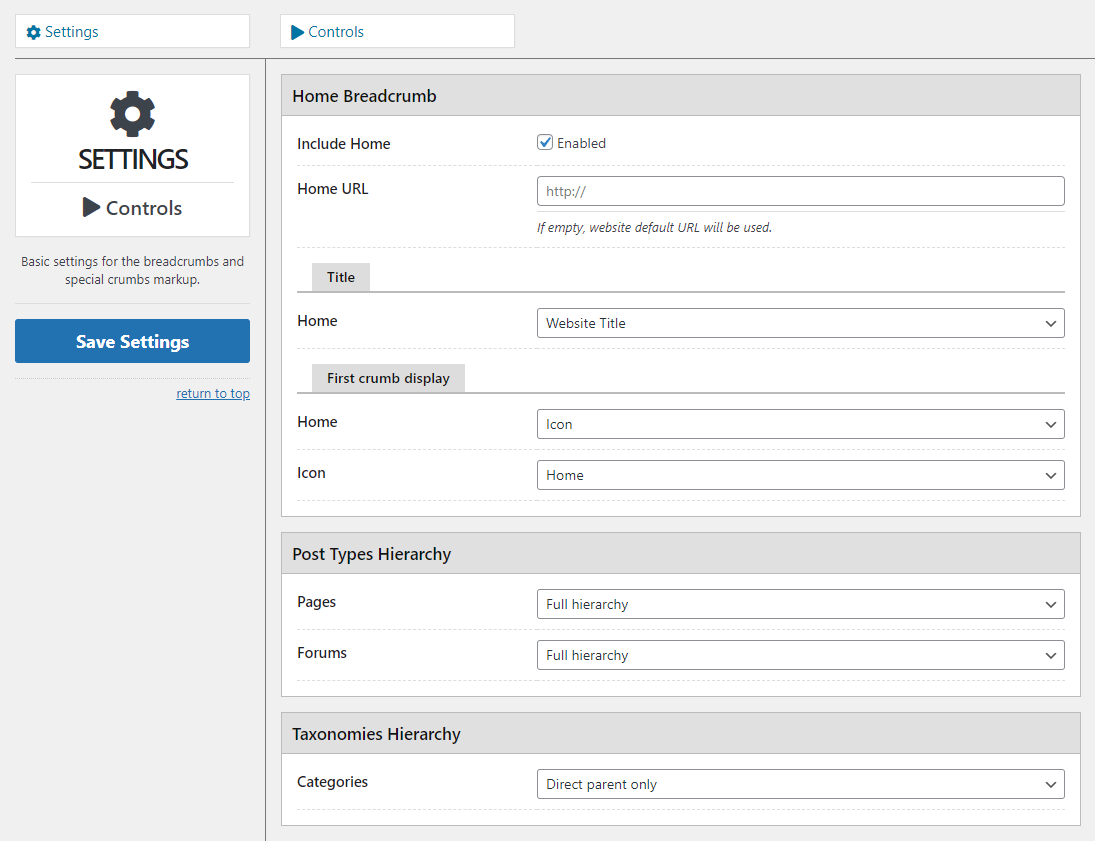 Settings
Controls
SETTINGS
Controls
Basic settings for the breadcrumbs and
special crumbs markup.
Save Settings
return to top
Home Breadcrumb
Include Home
Enabled
Home URL
http://
If empty, website default URL will be used.
Title
Home
Website Title
First crumb display
Home
Icon
Icon
Home
Post Types Hierarchy
Pages
Full hierarchy
Forums
Full hierarchy
Taxonomies Hierarchy
Categories
Direct parent only